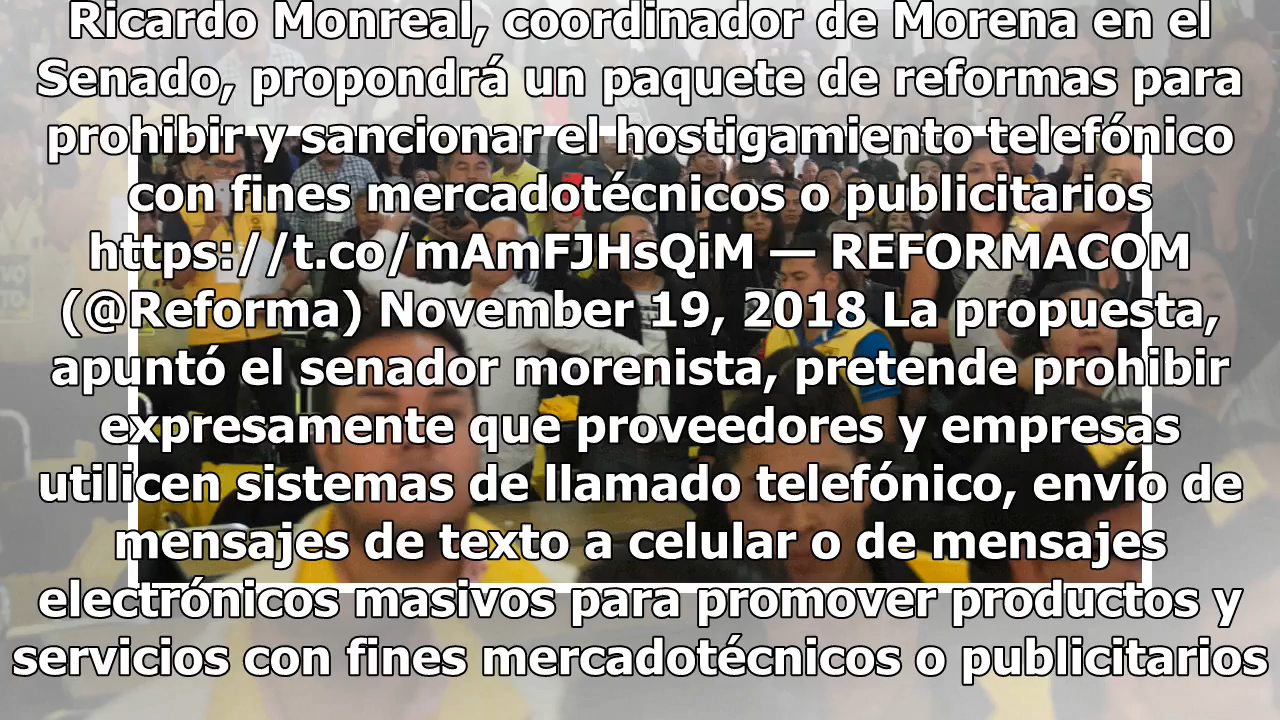 Ricardo Monreal, coordinador de Morena en el
Senado, propondrá un paquete de reformas para
prohibir y sancionar el hostigamiento telefónico
con fines mercadotécnicos o publicitarios
https://t.co/mAmFJHsQiM — REFORMACOM
(@Reforma) November 19, 2018 La propuesta,
apuntó el senador morenista, pretende prohibir
expresamente que proveedores y empresas
utilicen sistemas de llamado telefónico, envío de
mensajes de texto a celular o de mensajes
electrónicos masivos para promover productos y
servicios con fines mercadotécnicos o publicitarios